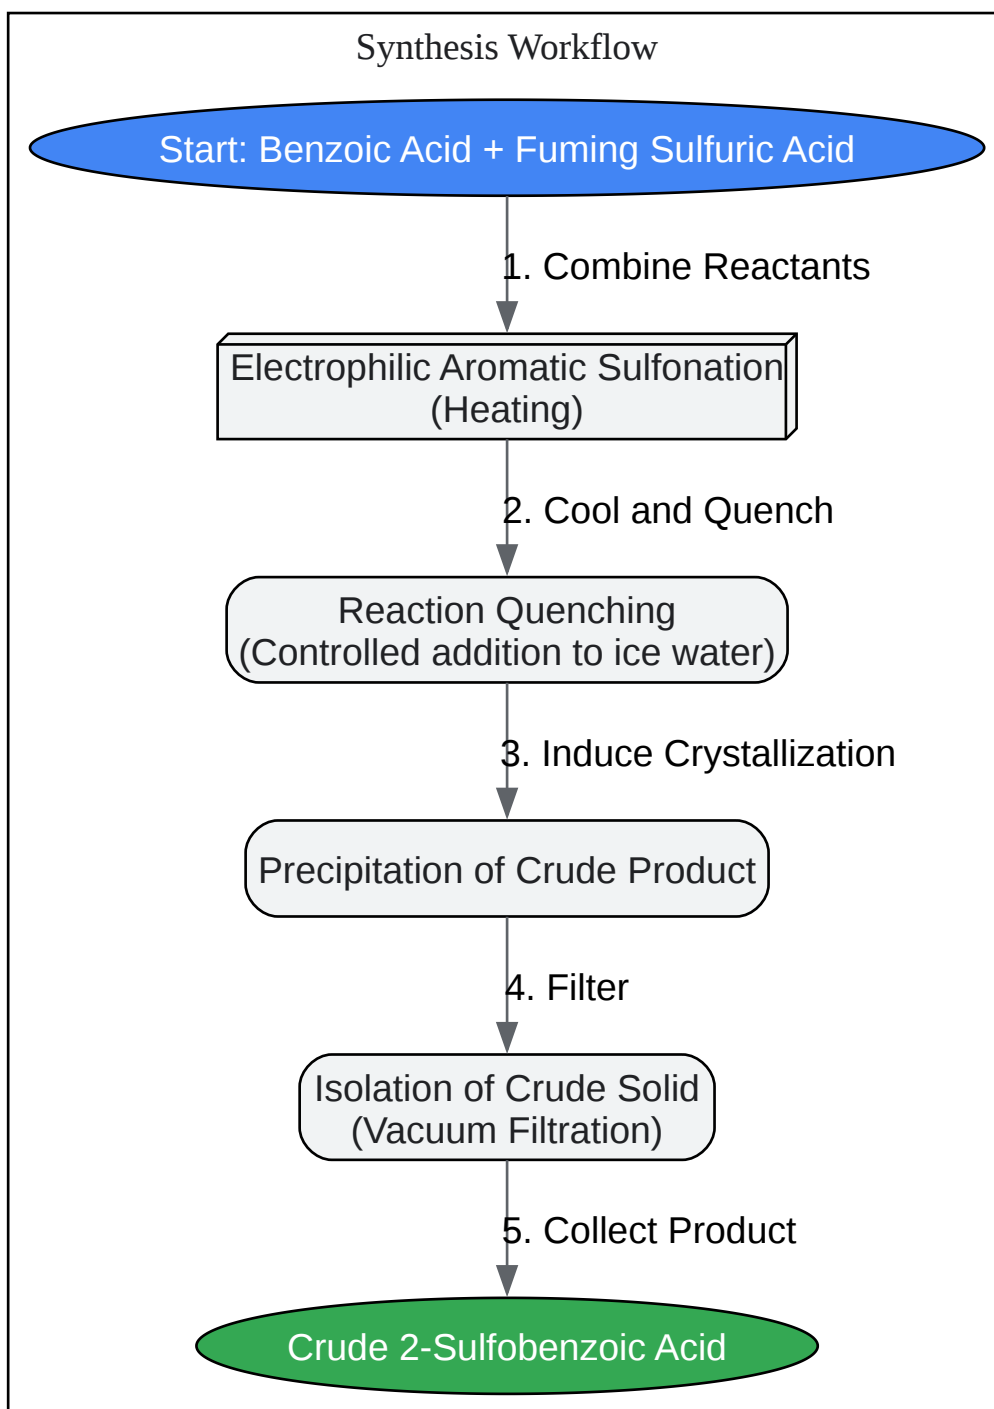 Synthesis Workflow
Start: Benzoic Acid + Fuming Sulfuric Acid
1. Combine Reactants
Electrophilic Aromatic Sulfonation
(Heating)
2. Cool and Quench
Reaction Quenching
(Controlled addition to ice water)
3. Induce Crystallization
Precipitation of Crude Product
4. Filter
Isolation of Crude Solid
(Vacuum Filtration)
5. Collect Product
Crude 2-Sulfobenzoic Acid